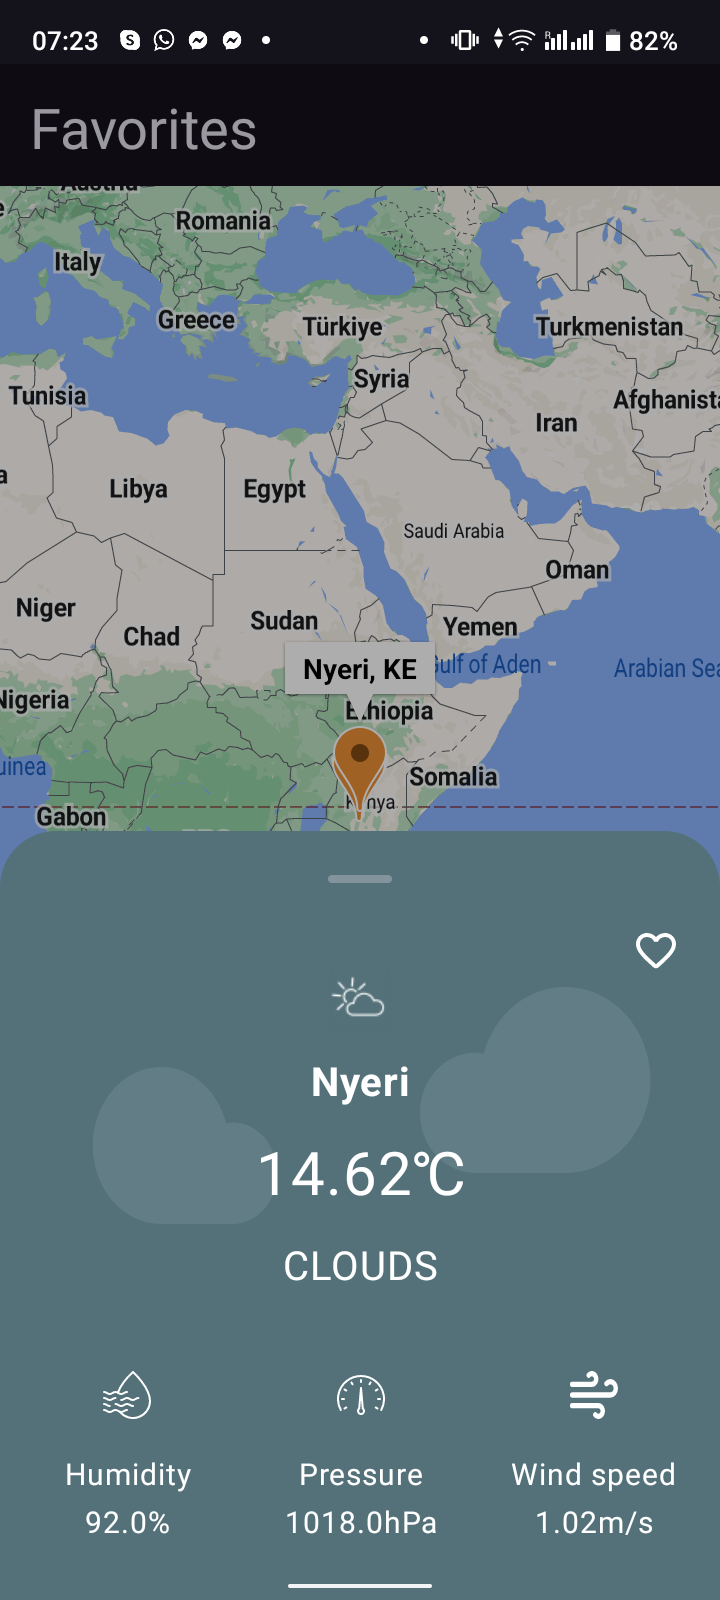 07:23
82%
Favorites
Austria
Romania
Italy
Greece
Türkiye
Turkmenistan
Syria
Tunisia
Iran
Libya
Egypt
Saudi Arabia
Oman
Niger
Sudan
Chad
Yemen
Nyeri, KE
Gulf of Aden
Arabian Sea
Nigeria
Ethiopia
Somalia
Kenya
Gabon
Nyeri
14.62°C
CLOUDS
Humidity Pressure Wind speed
92.0% 1018.0hPa 1.02m/s